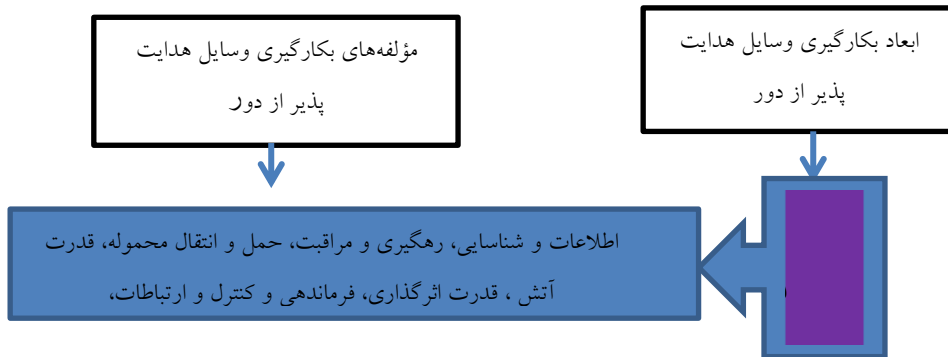 ابعاد بکارگیری وسایل هدایت
پذیر از دور
مؤلفه‌های بکارگیری وسایل هدایت
پذیر از دور
اطلاعات و شناسایی، رهگیری و مراقبت، حمل و انتقال محموله، قدرت
آتش ، قدرت اثرگذاری، فرماندهی و کنترل و ارتباطات،